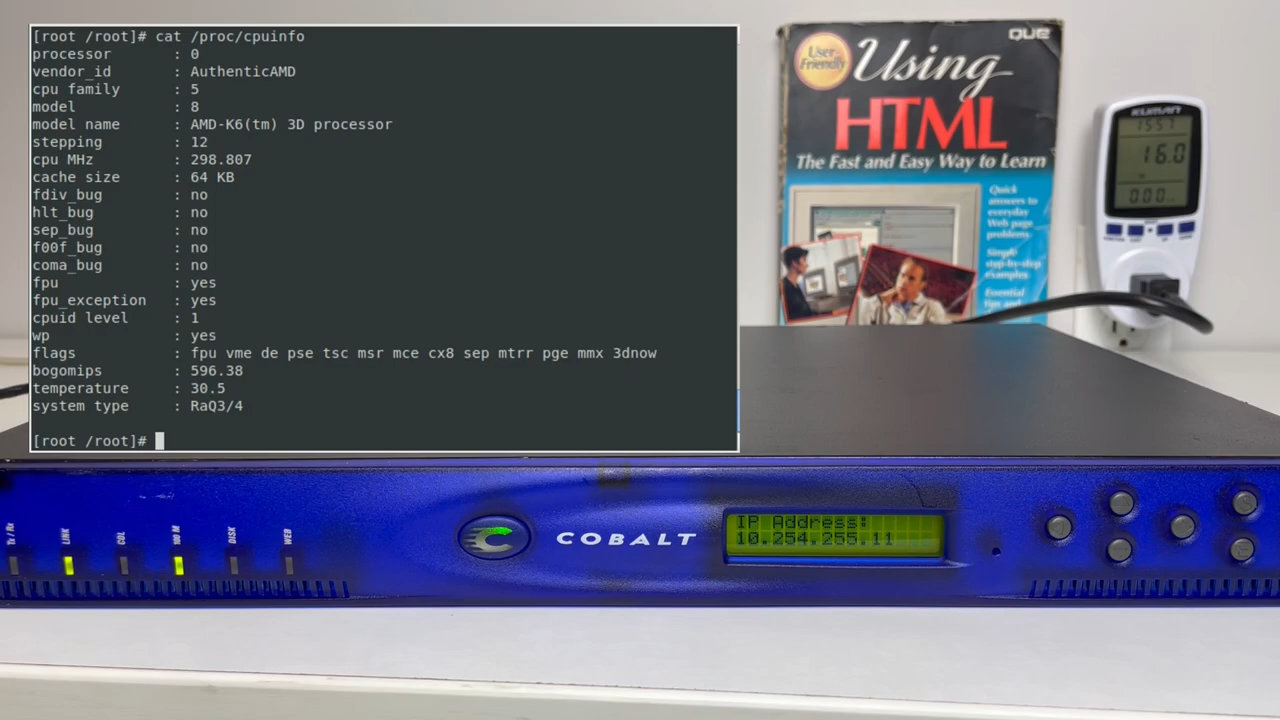 [root /root]# cat /proc/cpuinfo
processor : 0
vendor_id : AuthenticAMD
cpu family : 5
model : 8
model name : AMD-K6(tm) 3D processor
stepping : 12
cpu MHz : 298.807
cache size : 64 KB
fdiv_bug : no
hlt_bug : no
sep_bug : no
f00f_bug : no
coma_bug : no
fpu : yes
fpu_exception : yes
cpuid level : 1
wp : yes
flags : fpu vme de pse tsc msr mce cx8 sep mtrr pge mmx 3dnow
bogomips : 596.38
temperature : 30.5
system type : RaQ3/4
[root /root]#
QUE
User
Friendly
Using
HTML
The Fast and Easy Way to Learn
Quick
answers to
everyday
Web page
problems
Simple
step-by-step
examples
Essential
tips and
KUMAN
16.0
Tx / Rx
LINK
COL
100 M
DISK
WEB
C
COBALT
IP Address:
10.254.255.11